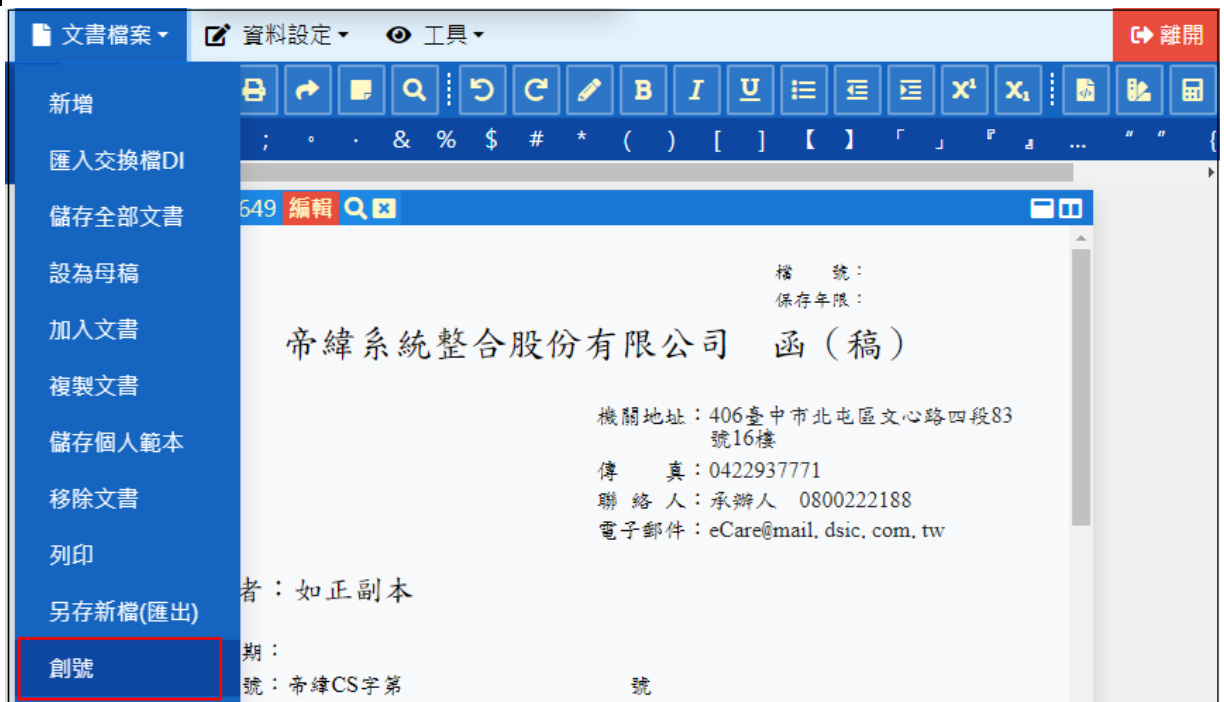 文書檔案 資料設定 工具 離開
B I U X¹ X₁
; 。 · & % $ # * ( ) [ ] 【 】 「 」 『 』 … " " {
新增
匯入交換檔DI
儲存全部文書
設為母稿
加入文書
複製文書
儲存個人範本
移除文書
列印
另存新檔(匯出)
創號
649 編輯
檔 號：
保存年限：
帝緯系統整合股份有限公司 函（稿）
機關地址：406臺中市北屯區文心路四段83
號16樓
傳 真：0422937771
聯 絡 人：承辦人 0800222188
電子郵件：eCare@mail.dsic.com.tw
者：如正副本
期：
號：帝緯CS字第 號